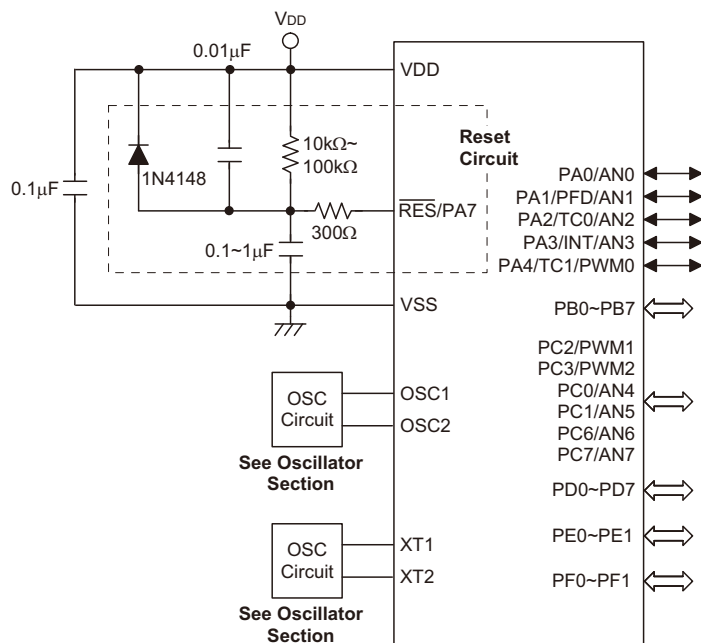 VDD
0.01μF
VDD
10kΩ~
100kΩ
Reset
Circuit
1N4148
0.1μF
RES/PA7
300Ω
0.1~1μF
VSS
OSC
Circuit
OSC1
OSC2
See Oscillator
Section
OSC
Circuit
XT1
XT2
See Oscillator
Section
PA0/AN0
PA1/PFD/AN1
PA2/TC0/AN2
PA3/INT/AN3
PA4/TC1/PWM0
PB0~PB7
PC2/PWM1
PC3/PWM2
PC0/AN4
PC1/AN5
PC6/AN6
PC7/AN7
PD0~PD7
PE0~PE1
PF0~PF1